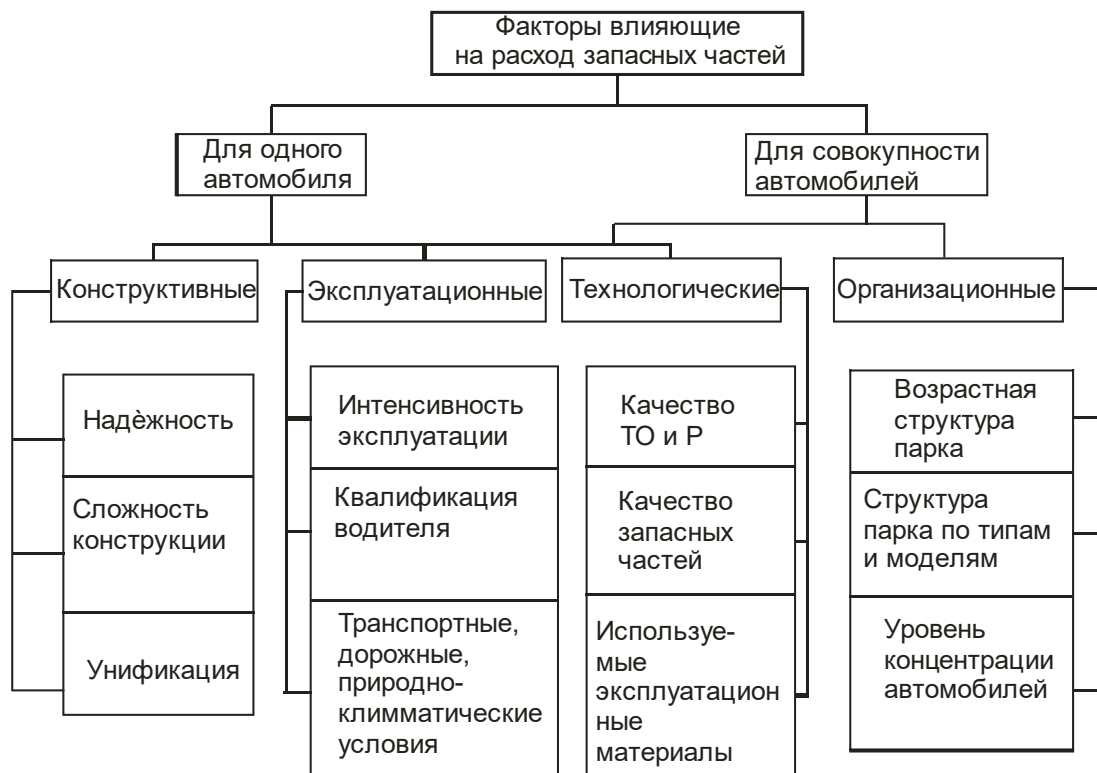 Факторы влияющие
на расход запасных частей
Для одного
автомобиля
Для совокупности
автомобилей
Конструктивные
Эксплуатационные
Технологические
Организационные
Надѐжность
Сложность
конструкции
Унификация
Интенсивность
эксплуатации
Квалификация
водителя
Транспортные,
дорожные,
природно-
климматические
условия
Качество
ТО и Р
Качество
запасных
частей
Используе-
мые
эксплуатацион
ные
материалы
Возрастная
структура
парка
Структура
парка по типам
и моделям
Уровень
концентрации
автомобилей